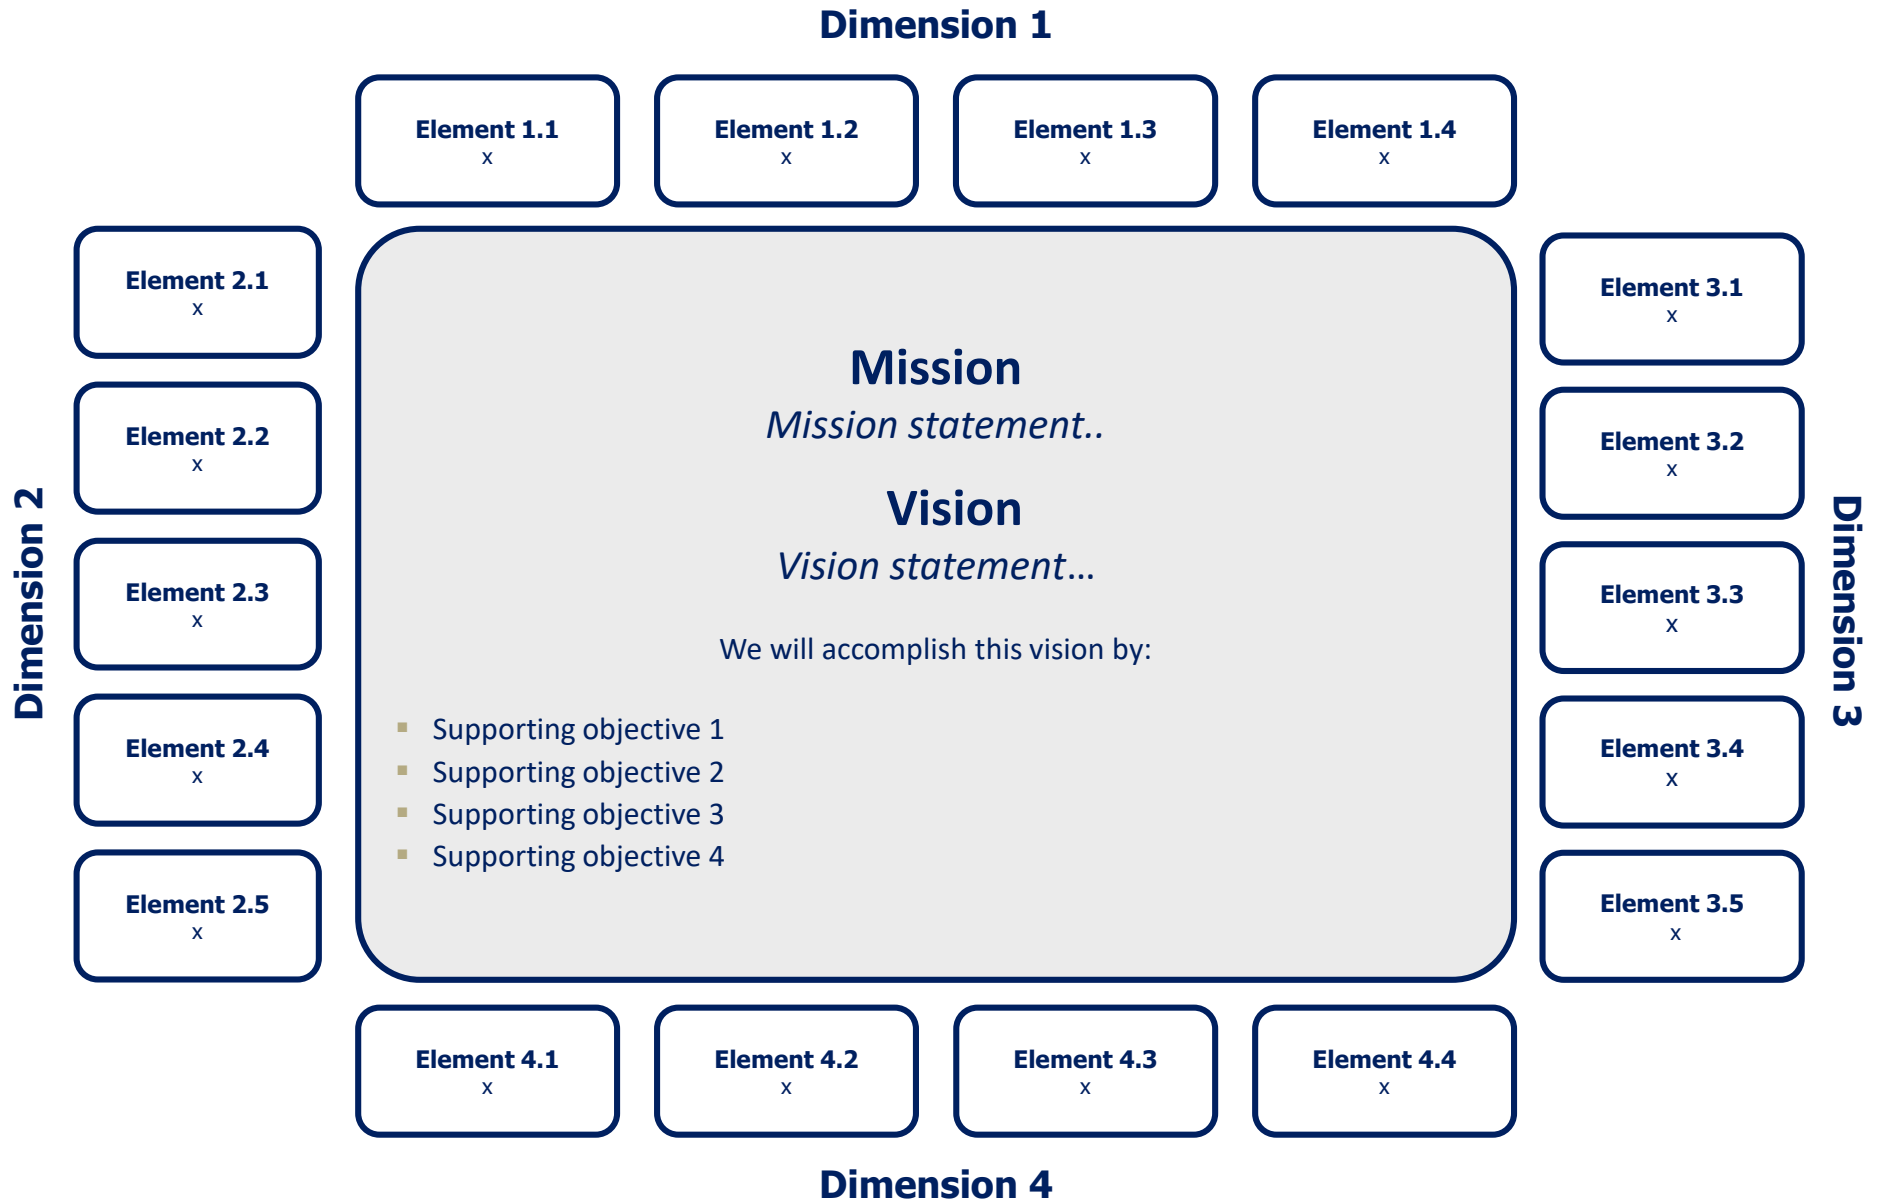 Dimension 1
Element 1.1
x
Element 1.2
x
Element 1.3
x
Element 1.4
x
Dimension 2
Element 2.1
x
Element 2.2
x
Element 2.3
x
Element 2.4
x
Element 2.5
x
Mission
Mission statement..
Vision
Vision statement…
We will accomplish this vision by:
▪ Supporting objective 1
▪ Supporting objective 2
▪ Supporting objective 3
▪ Supporting objective 4
Element 3.1
x
Element 3.2
x
Element 3.3
x
Element 3.4
x
Element 3.5
x
Dimension 3
Element 4.1
x
Element 4.2
x
Element 4.3
x
Element 4.4
x
Dimension 4